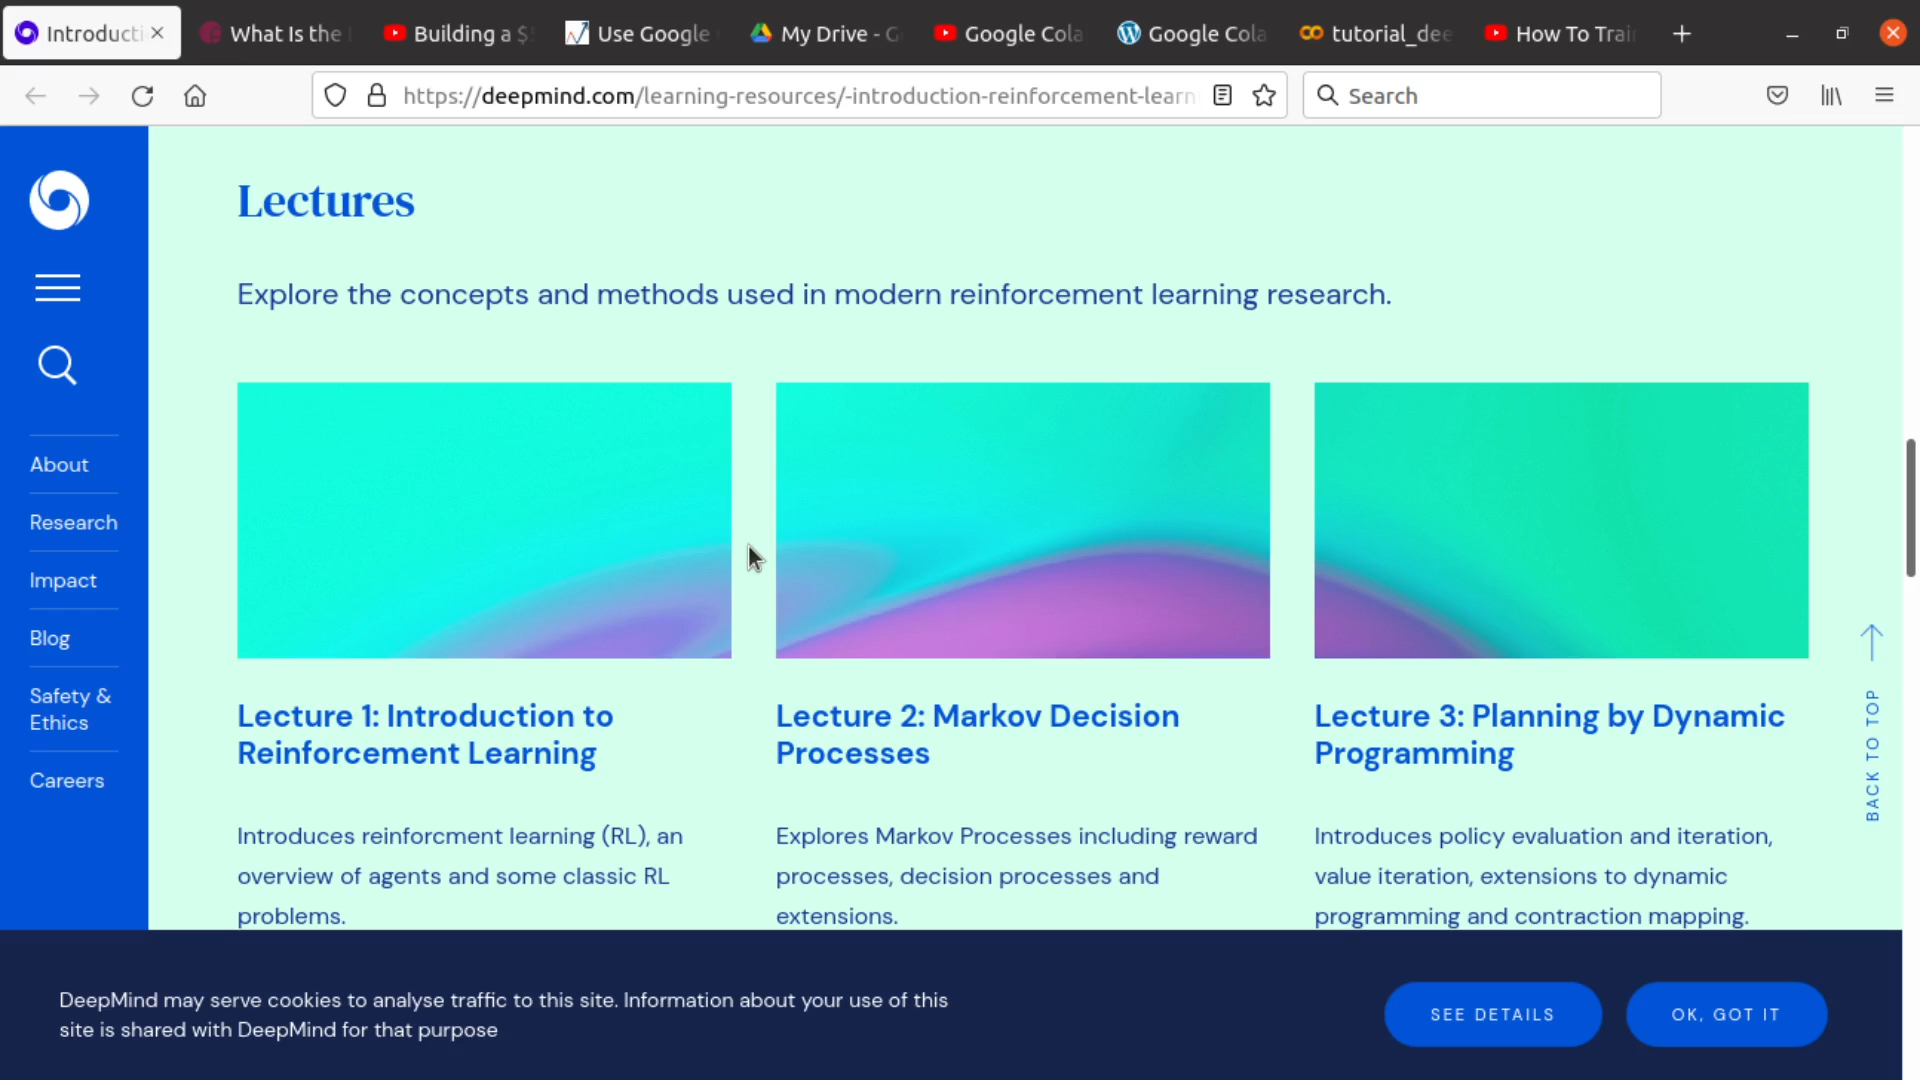 Introducti
What Is the
Building a $
Use Google
My Drive - G
Google Cola
Google Cola
tutorial_dee
How To Trai
https://deepmind.com/learning-resources/-introduction-reinforcement-learn
Search
Lectures
Explore the concepts and methods used in modern reinforcement learning research.
About
Research
Impact
Blog
Safety &
Ethics
Careers
Lecture 1: Introduction to
Reinforcement Learning
Introduces reinforcment learning (RL), an
overview of agents and some classic RL
problems.
Lecture 2: Markov Decision
Processes
Explores Markov Processes including reward
processes, decision processes and
extensions.
Lecture 3: Planning by Dynamic
Programming
Introduces policy evaluation and iteration,
value iteration, extensions to dynamic
programming and contraction mapping.
BACK TO TOP
DeepMind may serve cookies to analyse traffic to this site. Information about your use of this
site is shared with DeepMind for that purpose
SEE DETAILS
OK, GOT IT